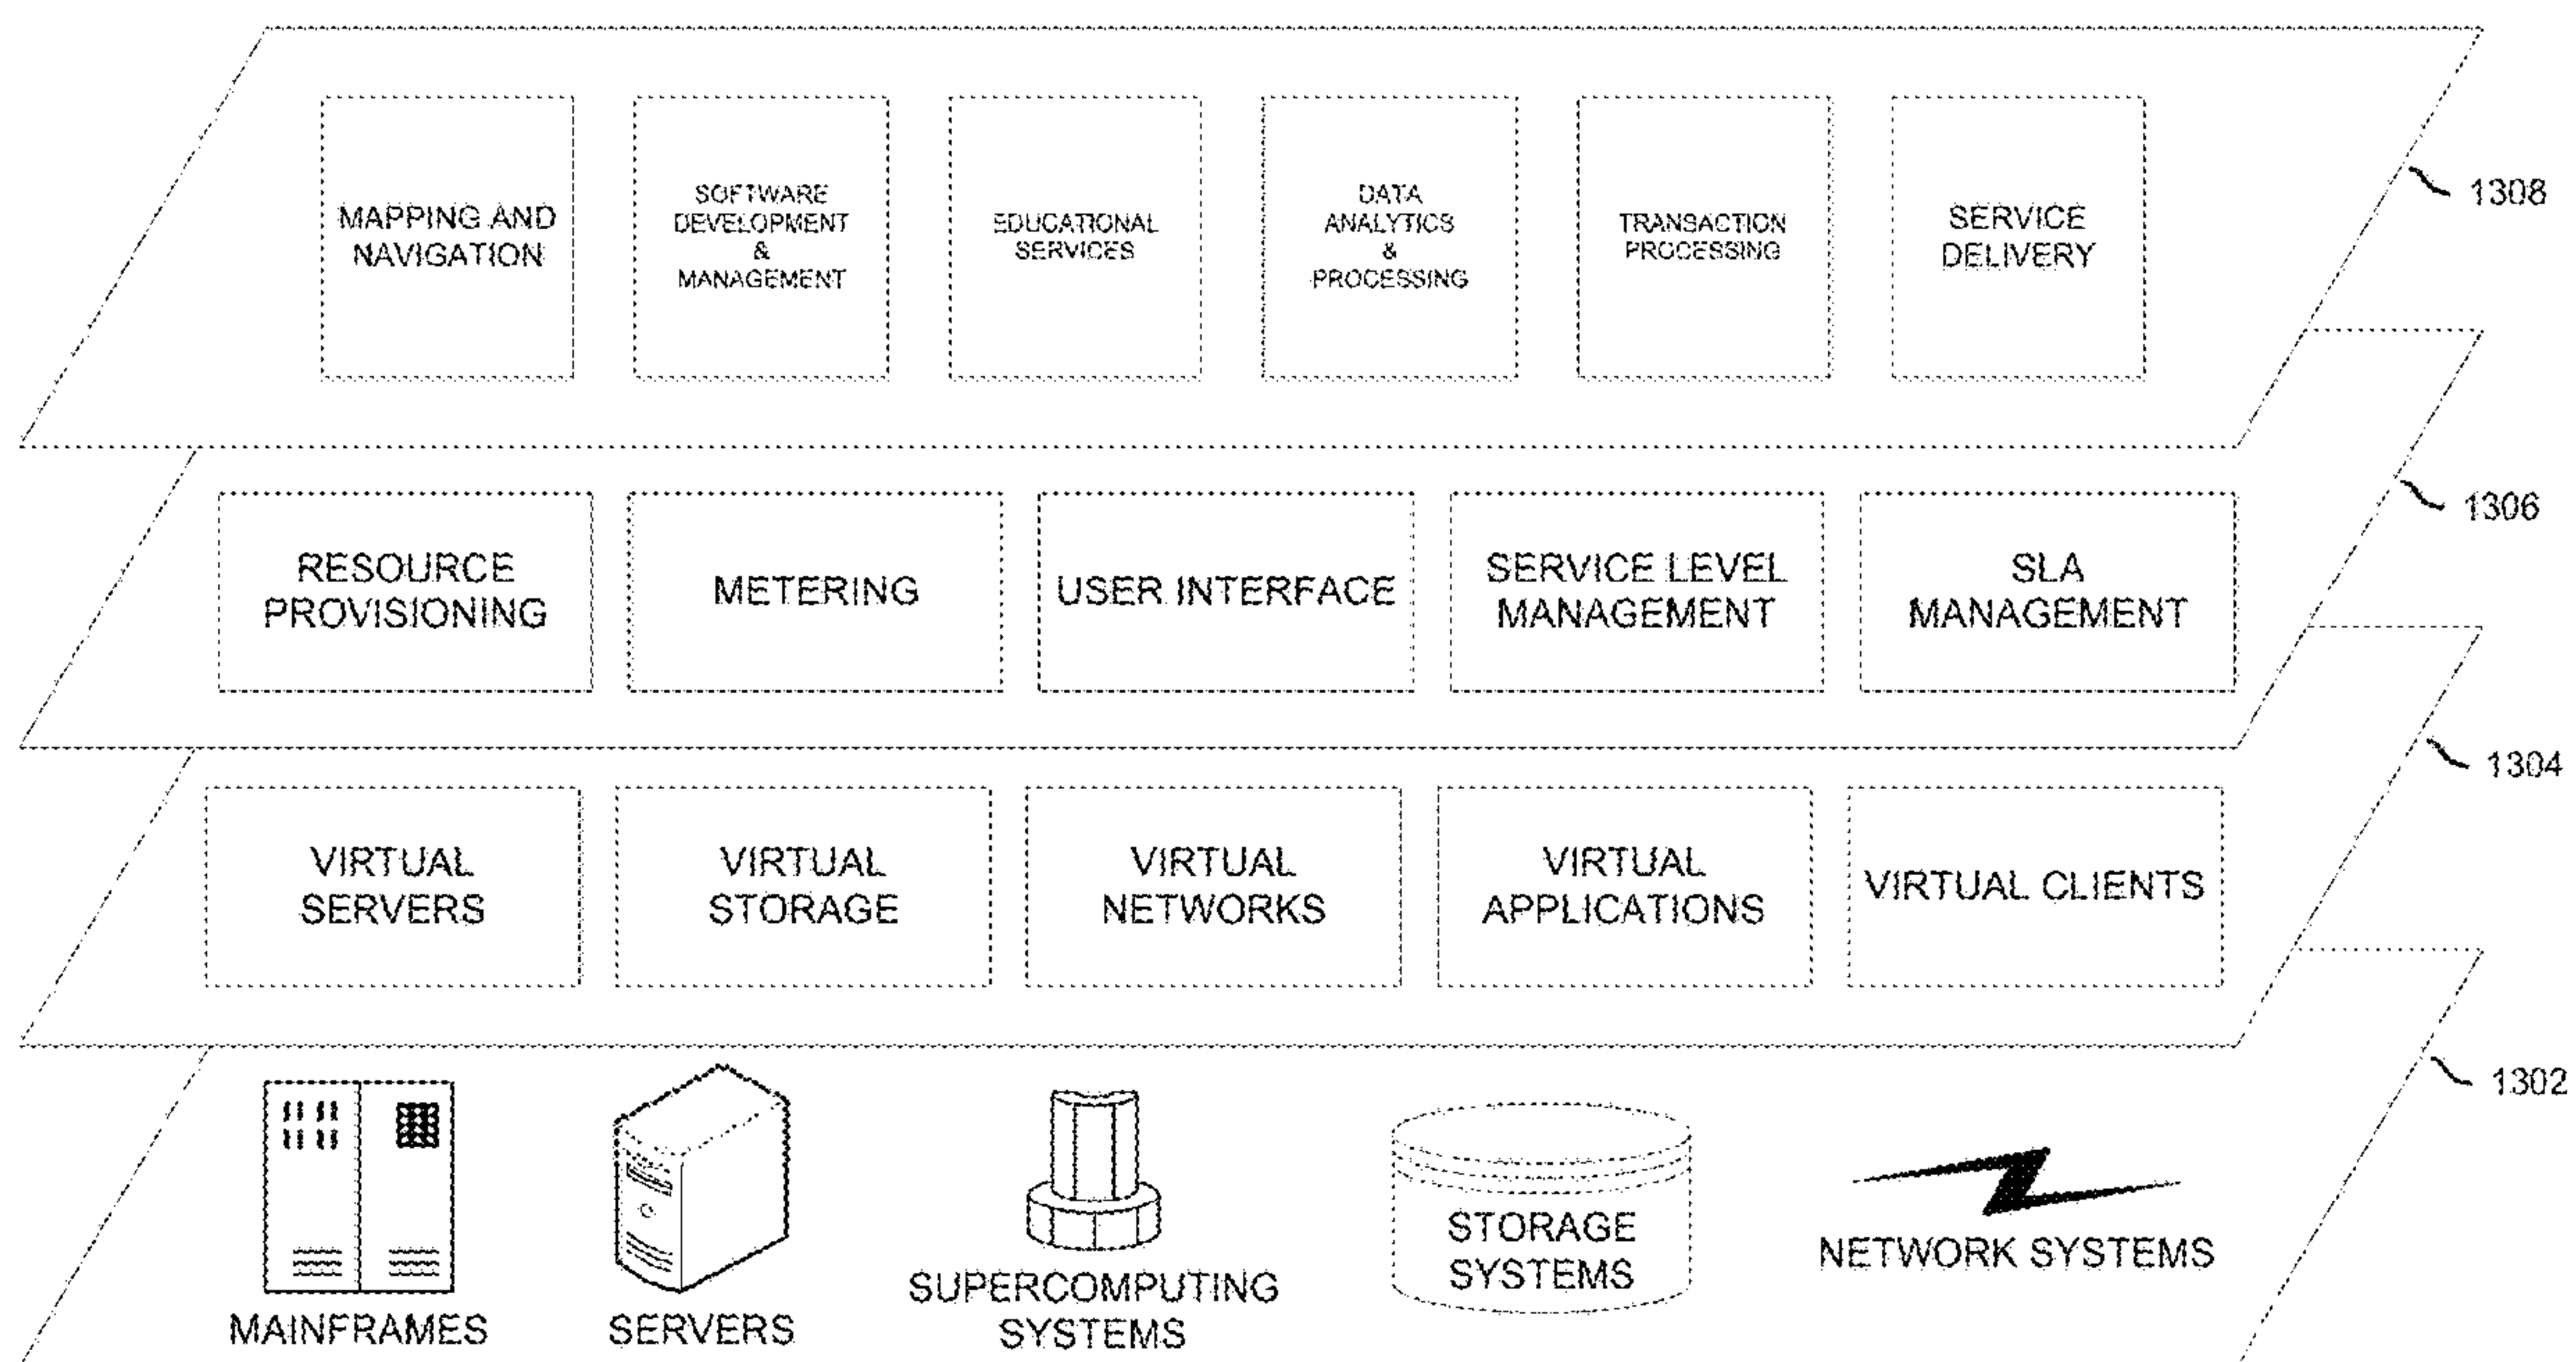 MAPPING AND
NAVIGATION
SOFTWARE
DEVELOPMENT
&
MANAGEMENT
EDUCATIONAL
SERVICES
DATA
ANALYTICS
&
PROCESSING
TRANSACTION
PROCESSING
SERVICE
DELIVERY
1308
RESOURCE
PROVISIONING
METERING
USER INTERFACE
SERVICE LEVEL
MANAGEMENT
SLA
MANAGEMENT
1306
VIRTUAL
SERVERS
VIRTUAL
STORAGE
VIRTUAL
NETWORKS
VIRTUAL
APPLICATIONS
VIRTUAL CLIENTS
1304
MAINFRAMES
SERVERS
SUPERCOMPUTING
SYSTEMS
STORAGE
SYSTEMS
NETWORK SYSTEMS
1302